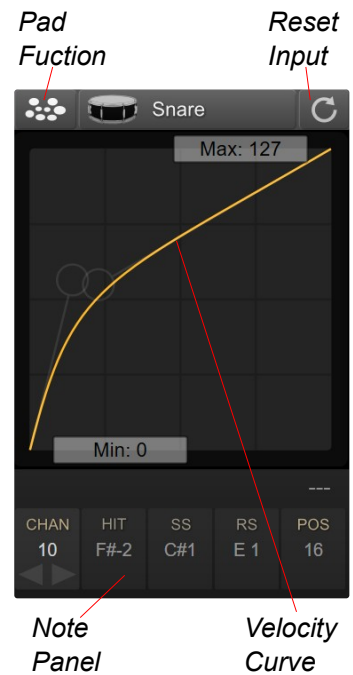 Pad
Fuction
Reset
Input
Snare
Max: 127
Min: 0
---
CHAN HIT SS RS POS
10 F#-2 C#1 E 1 16
Note
Panel
Velocity
Curve